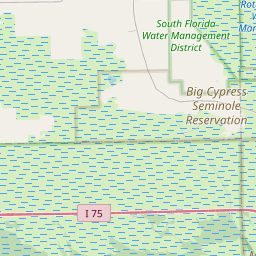 South Florida
Water Management
District
Big Cypress
Seminole
Reservation
I 75